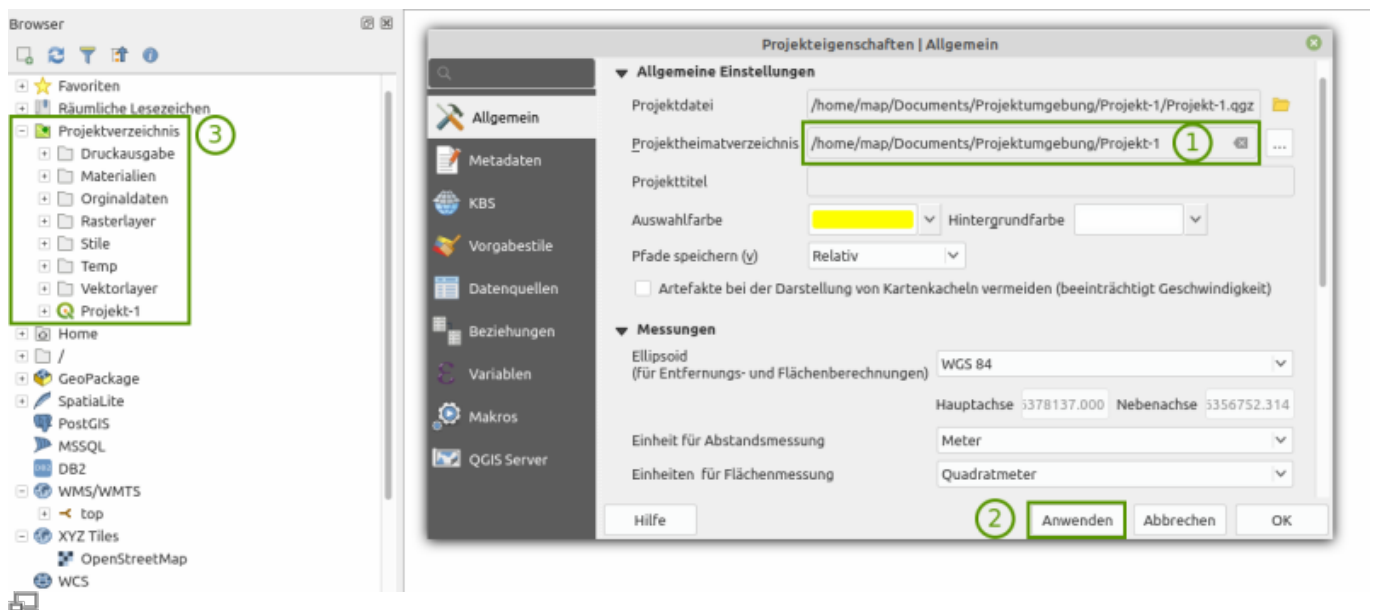 Browser
Favoriten
Räumliche Lesezeichen
Projektverzeichnis
3
Druckausgabe
Materialien
Orginaldaten
Rasterlayer
Stile
Temp
Vektorlayer
Projekt-1
Home
/
GeoPackage
SpatiaLite
PostGIS
MSSQL
DB2 DB2
WMS/WMTS
top
XYZ Tiles
OpenStreetMap
WCS
Projekteigenschaften | Allgemein
Allgemein
Metadaten
KBS
Vorgabestile
Datenquellen
Beziehungen
Variablen
Makros
QGIS Server
Allgemeine Einstellungen
Projektdatei /home/map/Documents/Projektumgebung/Projekt-1/Projekt-1.qgz
Projektheimatverzeichnis /home/map/Documents/Projektumgebung/Projekt-1 1 ...
Projekttitel
Auswahlfarbe Hintergrundfarbe
Pfade speichern (v) Relativ
Artefakte bei der Darstellung von Kartenkacheln vermeiden (beeinträchtigt Geschwindigkeit)
Messungen
Ellipsoid
(für Entfernungs- und Flächenberechnungen) WGS 84
Hauptachse 5378137.000 Nebenachse 5356752.314
Einheit für Abstandsmessung Meter
Einheiten für Flächenmessung Quadratmeter
Hilfe 2 Anwenden Abbrechen OK